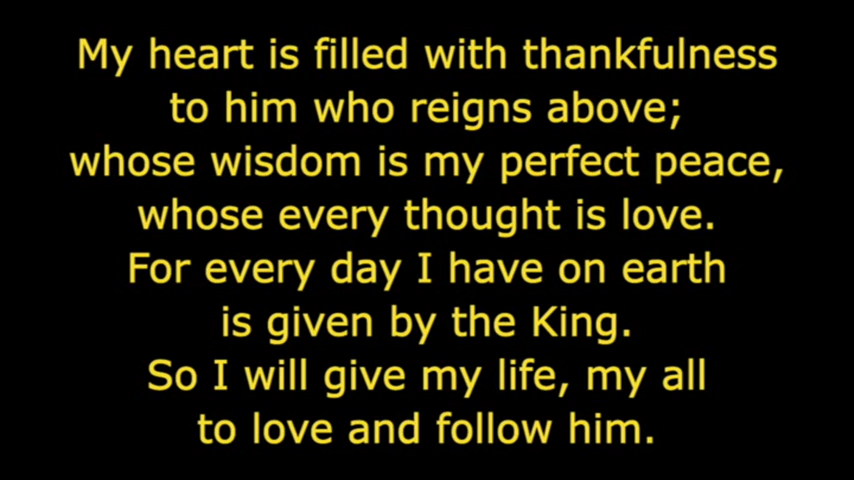 My heart is filled with thankfulness
to him who reigns above;
whose wisdom is my perfect peace,
whose every thought is love.
For every day I have on earth
is given by the King.
So I will give my life, my all
to love and follow him.